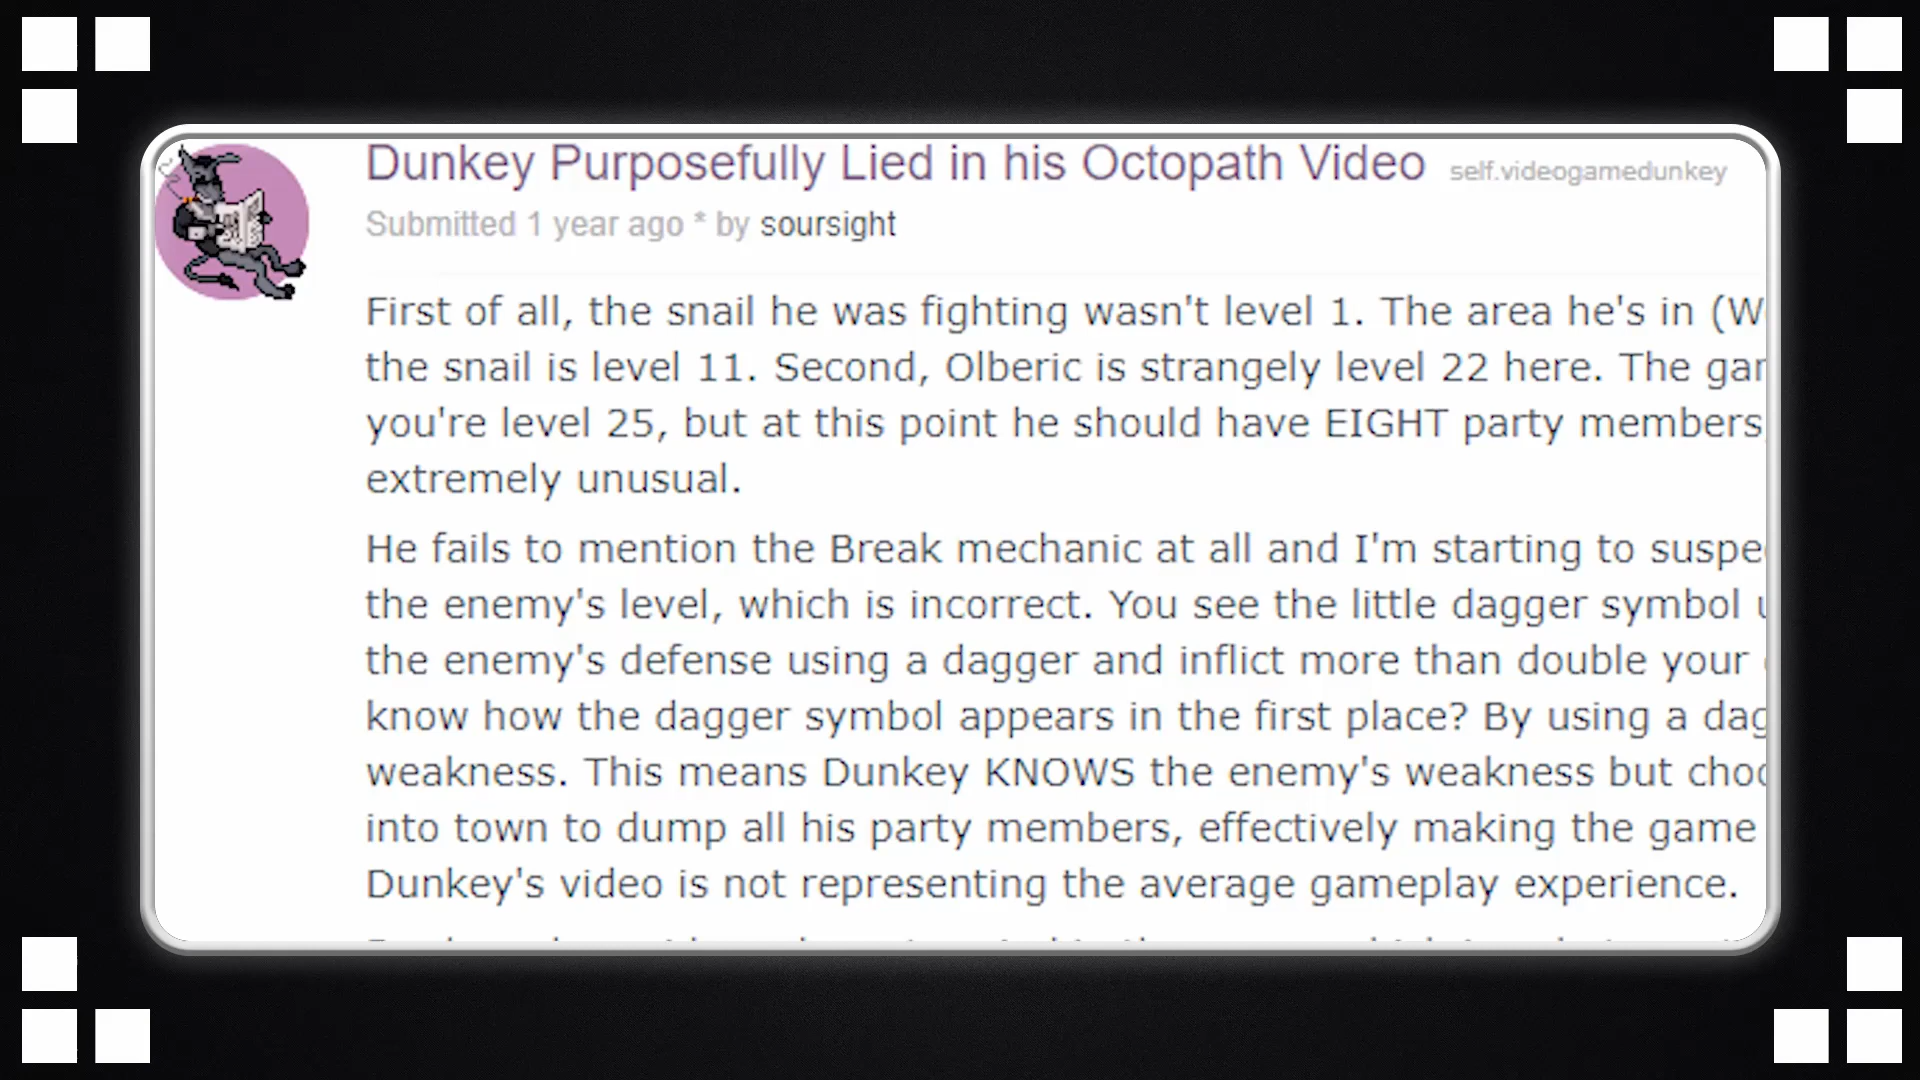 Dunkey Purposefully Lied in his Octopath Video self.videogamedunkey
Submitted 1 year ago * by soursight
First of all, the snail he was fighting wasn't level 1. The area he's in (W
the snail is level 11. Second, Olberic is strangely level 22 here. The
you're level 25, but at this point he should have EIGHT party members,
extremely unusual.
He fails to mention the Break mechanic at all and I'm starting to
the enemy's level, which is incorrect. You see the little dagger symbol
the enemy's defense using a dagger and inflict more than double your
know how the dagger symbol appears in the first place? By using a
weakness. This means Dunkey KNOWS the enemy's weakness but
into town to dump all his party members, effectively making the game
Dunkey's video is not representing the average gameplay experience.